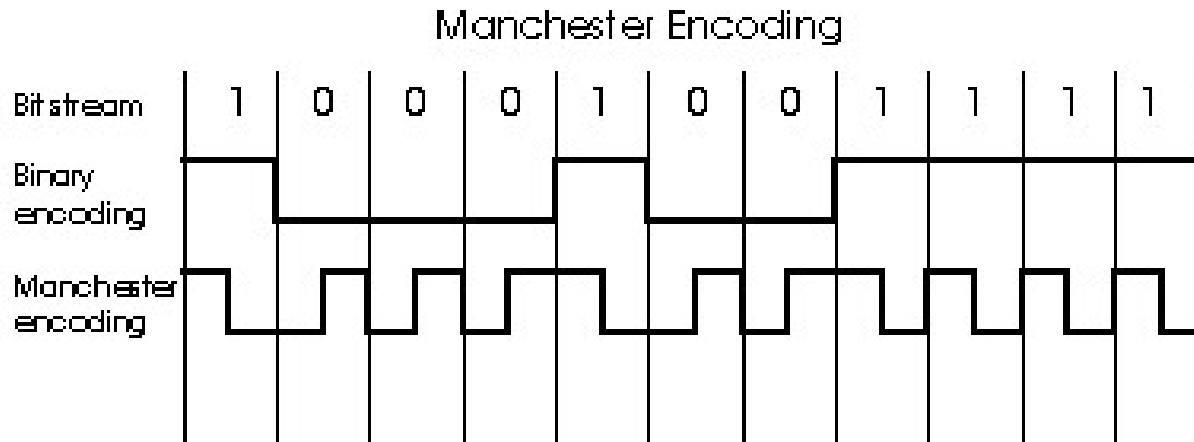 Manchester Encoding
Bitstream 1 0 0 0 1 0 0 1 1 1 1
Binary
encoding
Manchester
encoding